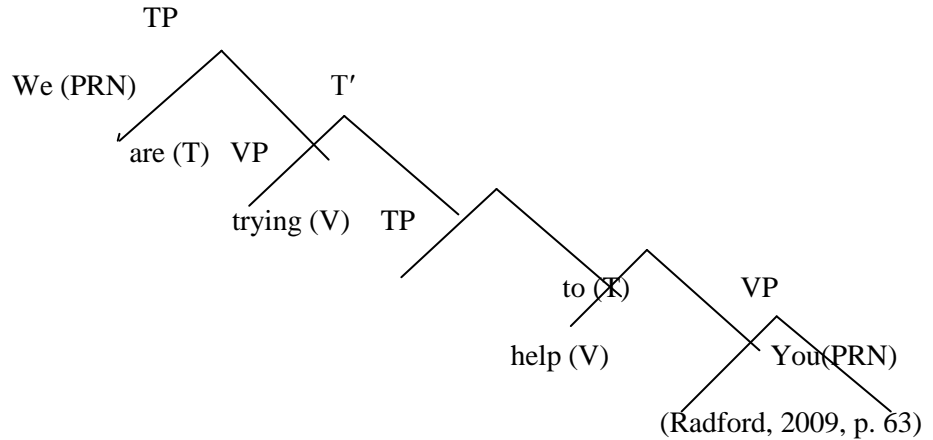 TP
We (PRN) T′
are (T) VP
trying (V) TP
to (T) VP
help (V) You(PRN)
(Radford, 2009, p. 63)